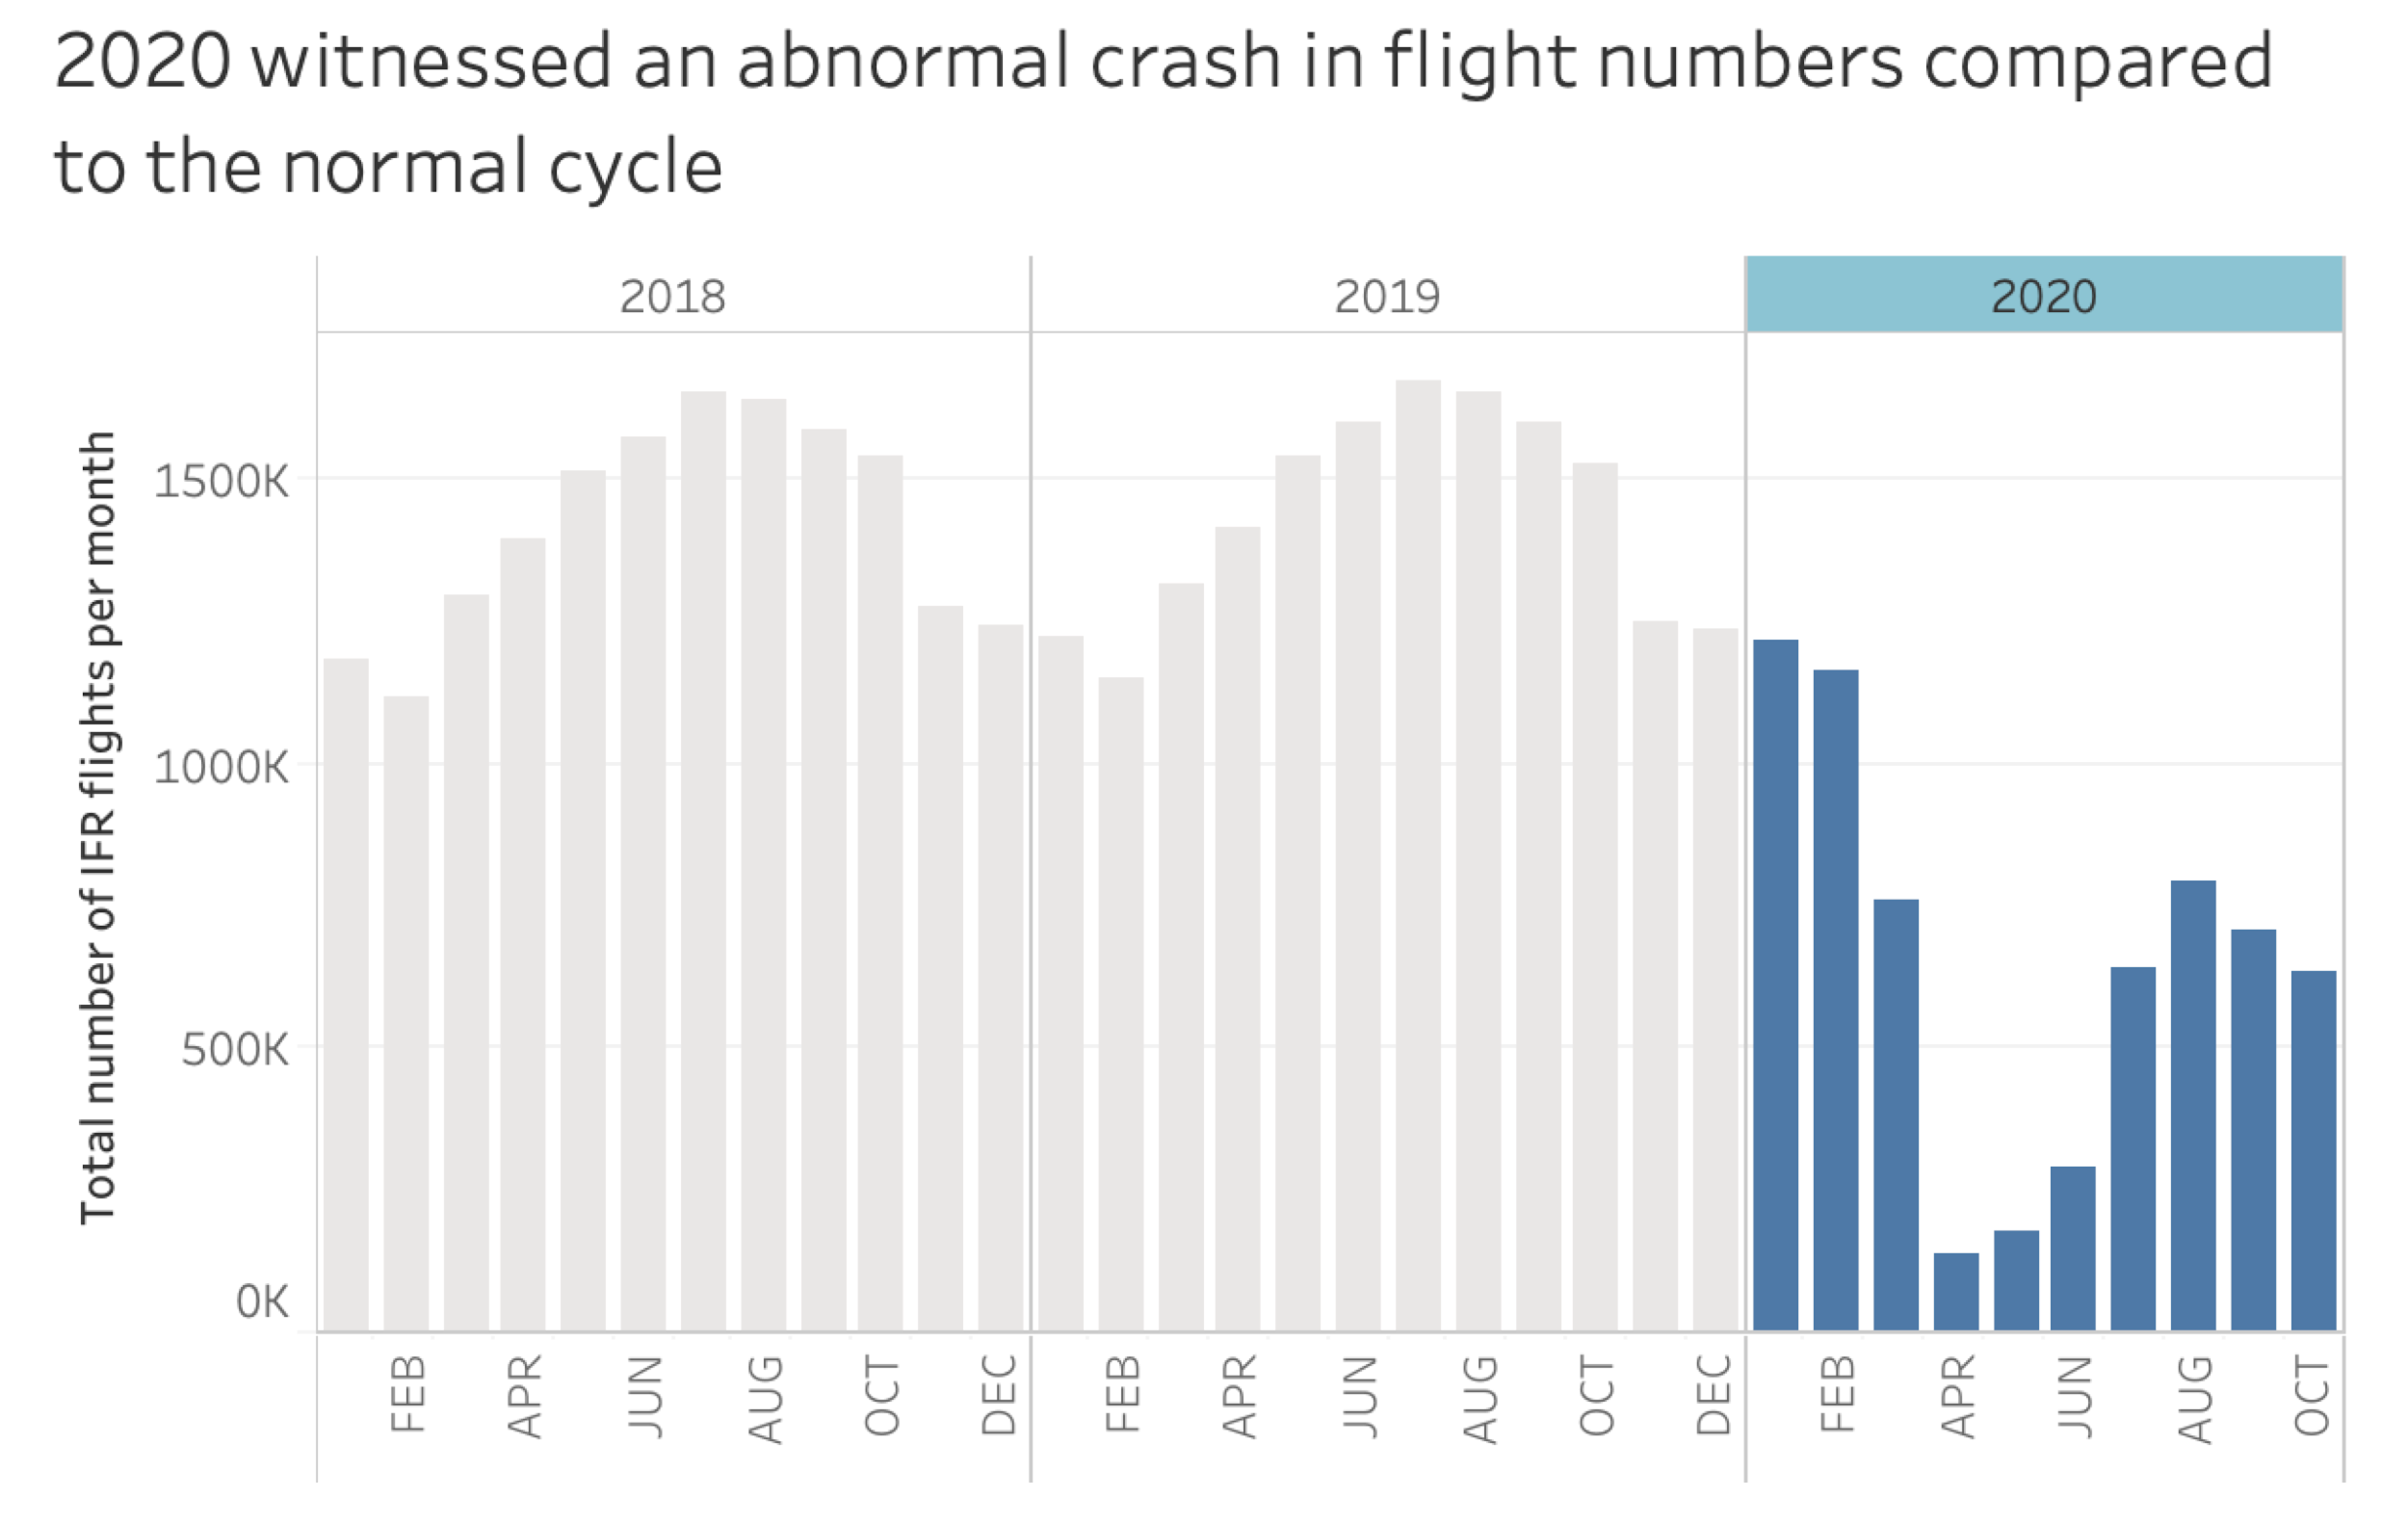 2020 witnessed an abnormal crash in flight numbers compared
to the normal cycle
2018
2019
2020
Total number of IFR flights per month
1500K
1000K
500K
0K
FEB
APR
JUN
AUG
OCT
DEC
FEB
APR
JUN
AUG
OCT
DEC
FEB
APR
JUN
AUG
OCT